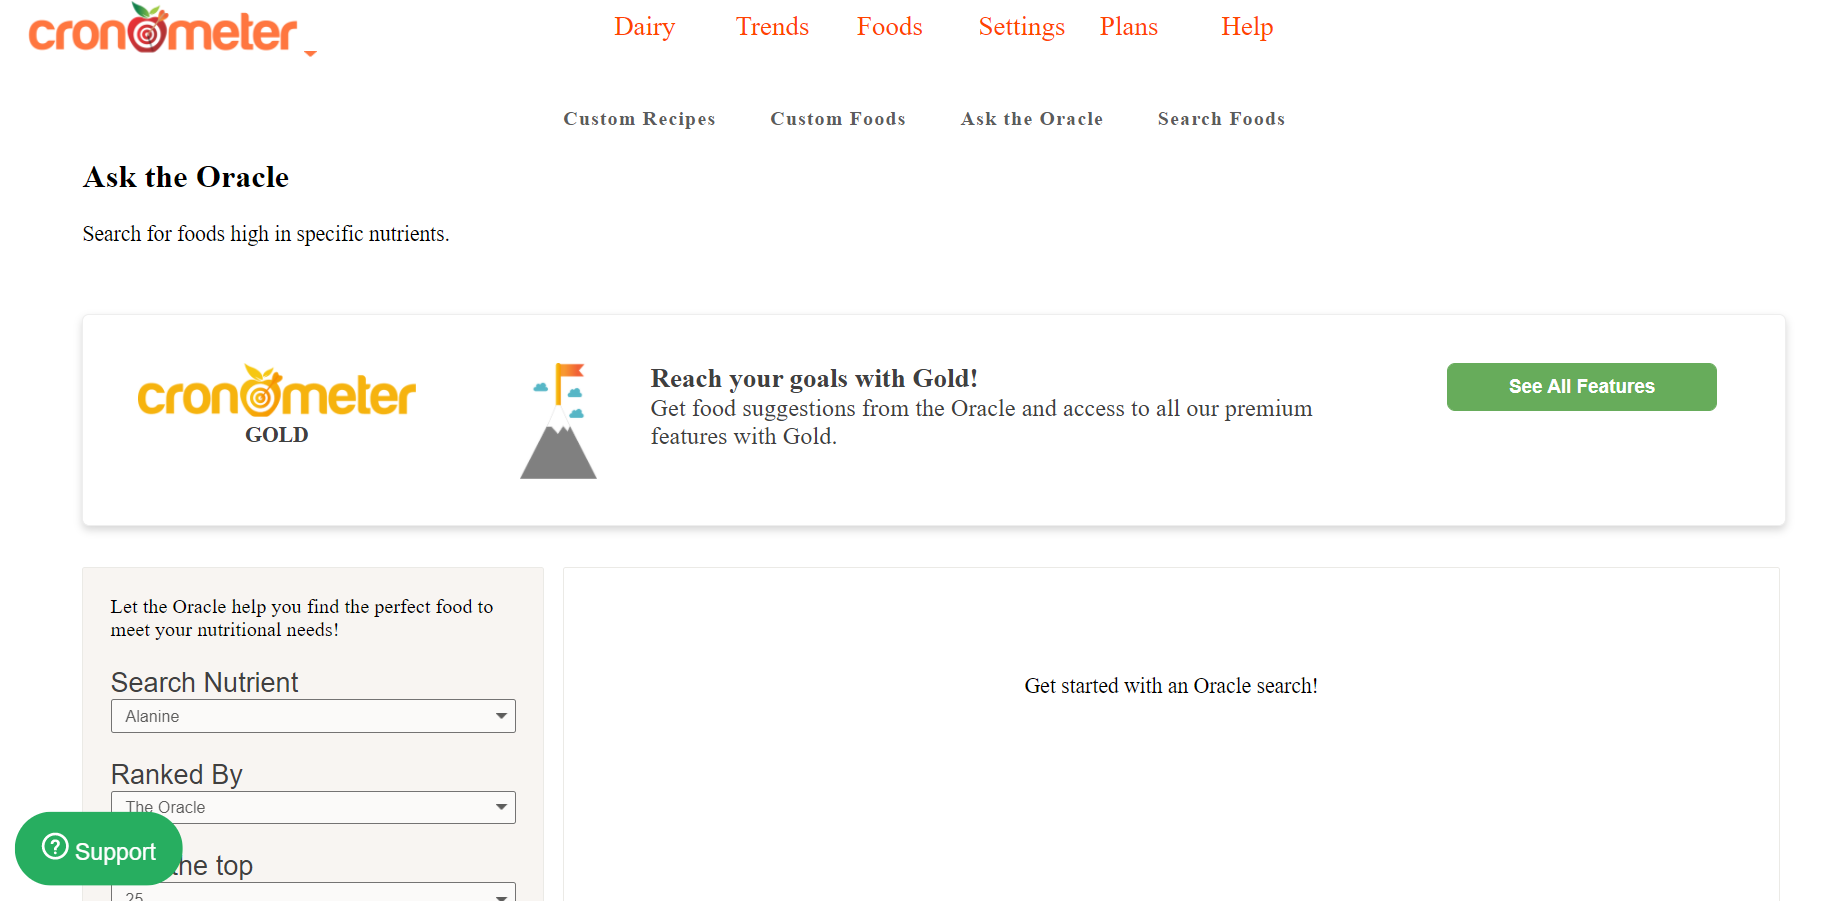 cronometer
Dairy Trends Foods Settings Plans Help
Custom Recipes Custom Foods Ask the Oracle Search Foods
Ask the Oracle
Search for foods high in specific nutrients.
cronometer
GOLD
Reach your goals with Gold!
Get food suggestions from the Oracle and access to all our premium
features with Gold.
See All Features
Let the Oracle help you find the perfect food to
meet your nutritional needs!
Search Nutrient
Alanine
Ranked By
The Oracle
the top
25
Support
Get started with an Oracle search!